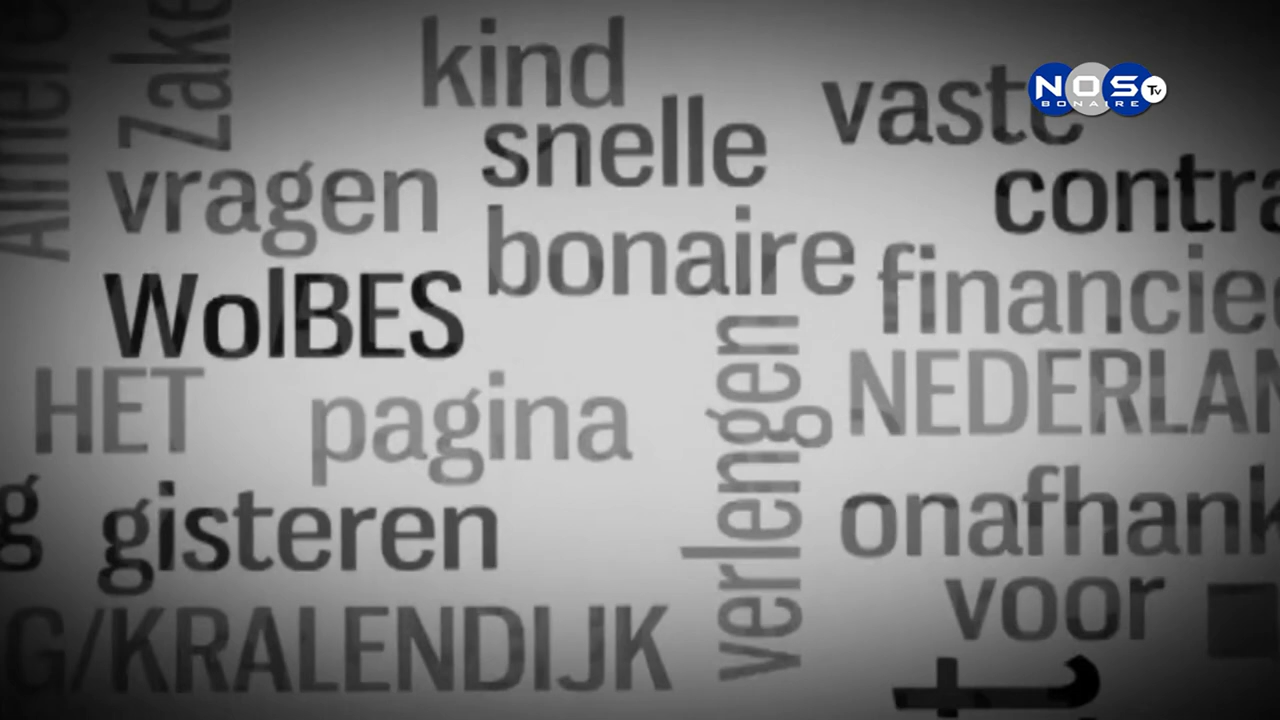 kind
Zake
NOS Tv
BONAIRE
vaste
snelle
vragen
contra
bonaire
WolBES
financie
HET
pagina
verlengen
NEDERLAN
g gisteren
onafhank
voor
G/KRALENDIJK
t